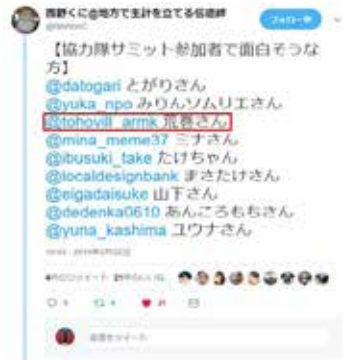 西野くに@地方で生計を立てる伝道師
フォロー中
【協力隊サミット参加者で面白そうな
方】
@datogari とがりさん
@yuka_npo みりんソムリエさん
@tohovill_armk 荒巻さん
@mina_meme37 ミナさん
@ibusuki_take たけちゃん
@localdesignbank まさたけさん
@eigadaisuke 山下さん
@dedenka0610 あんころもちさん
@yuna_kashima ユウナさん